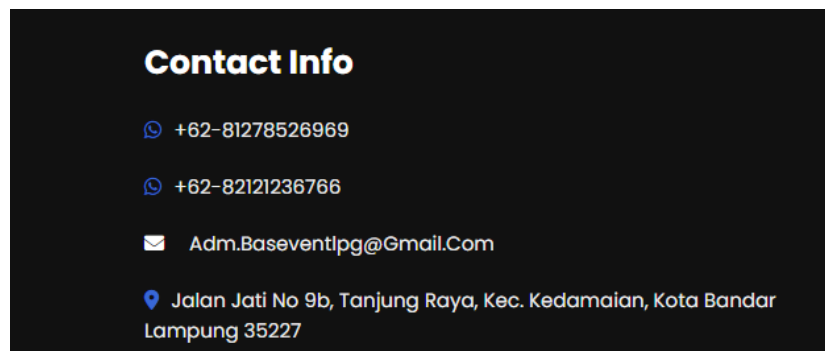 Contact Info
+62-81278526969
+62-82121236766
Adm.Baseventlpg@Gmail.Com
Jalan Jati No 9b, Tanjung Raya, Kec. Kedamaian, Kota Bandar
Lampung 35227